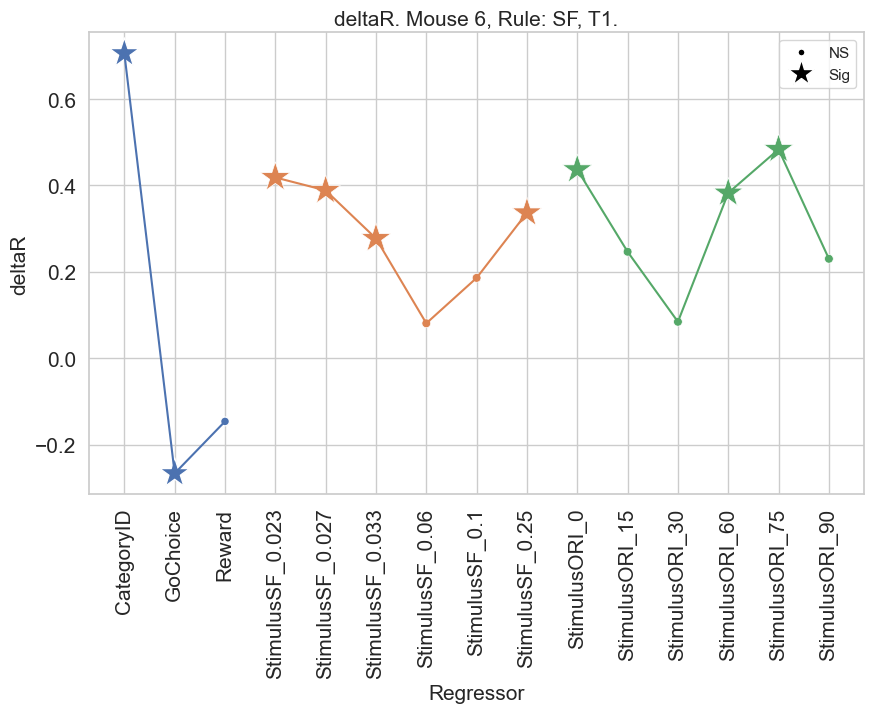 deltaR. Mouse 6, Rule: SF, T1.
NS
Sig
deltaR
0.6
0.4
0.2
0.0
−0.2
CategoryID
GoChoice
Reward
StimulusSF_0.023
StimulusSF_0.027
StimulusSF_0.033
StimulusSF_0.06
StimulusSF_0.1
StimulusSF_0.25
StimulusORI_0
StimulusORI_15
StimulusORI_30
StimulusORI_60
StimulusORI_75
StimulusORI_90
Regressor